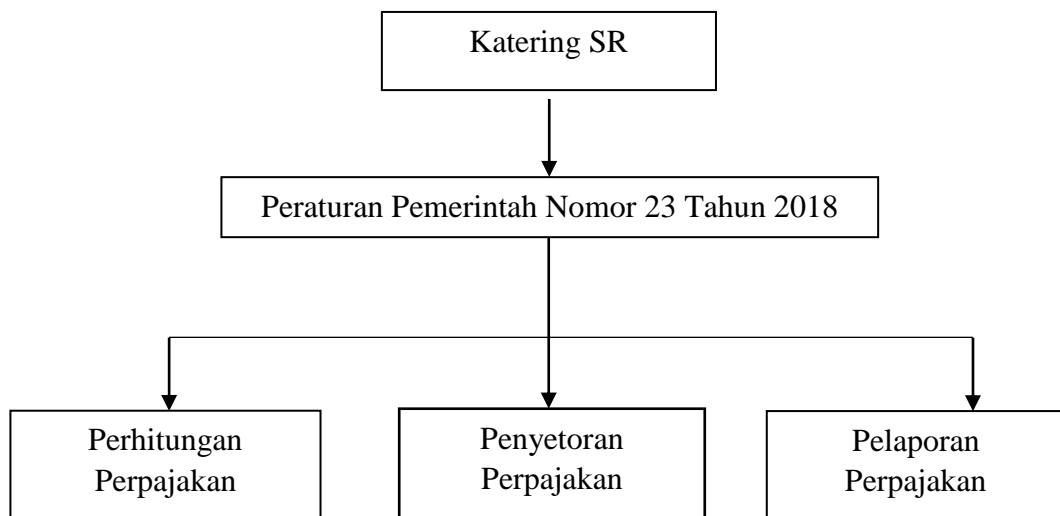 Katering SR
Peraturan Pemerintah Nomor 23 Tahun 2018
Perhitungan
Perpajakan
Penyetoran
Perpajakan
Pelaporan
Perpajakan